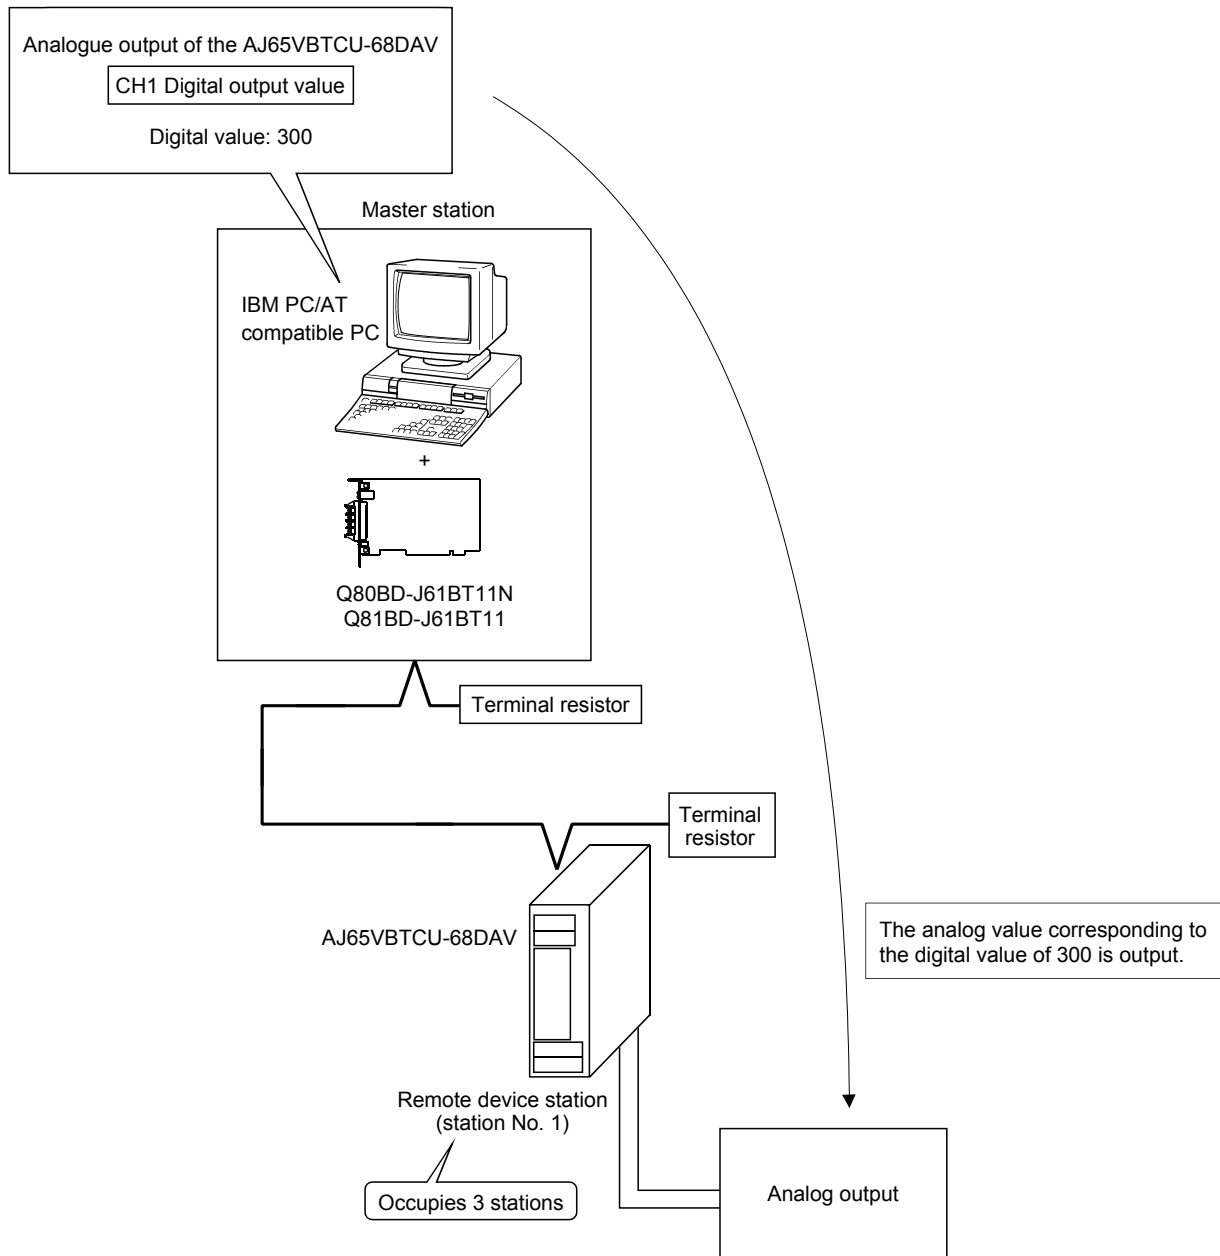 Analogue output of the AJ65VBTCU-68DAV
CH1 Digital output value
Digital value: 300
Master station
IBM PC/AT
compatible PC
+
Q80BD-J61BT11N
Q81BD-J61BT11
Terminal resistor
Terminal
resistor
AJ65VBTCU-68DAV
The analog value corresponding to
the digital value of 300 is output.
Remote device station
(station No. 1)
Occupies 3 stations
Analog output